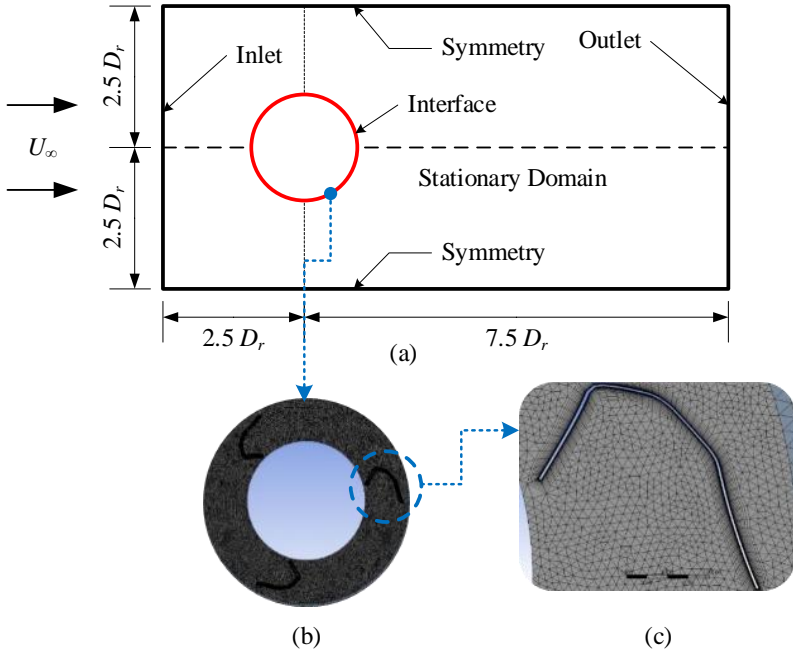 2.5 D_r
Inlet
Symmetry
Outlet
Interface
U_∞
Stationary Domain
2.5 D_r
Symmetry
2.5 D_r
7.5 D_r
(a)
(b)
(c)